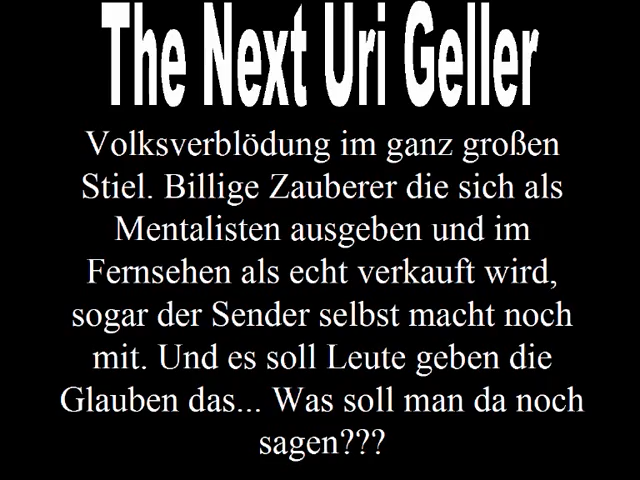 The Next Uri Geller
Volksverblödung im ganz großen
Stiel. Billige Zauberer die sich als
Mentalisten ausgeben und im
Fernsehen als echt verkauft wird,
sogar der Sender selbst macht noch
mit. Und es soll Leute geben die
Glauben das... Was soll man da noch
sagen???